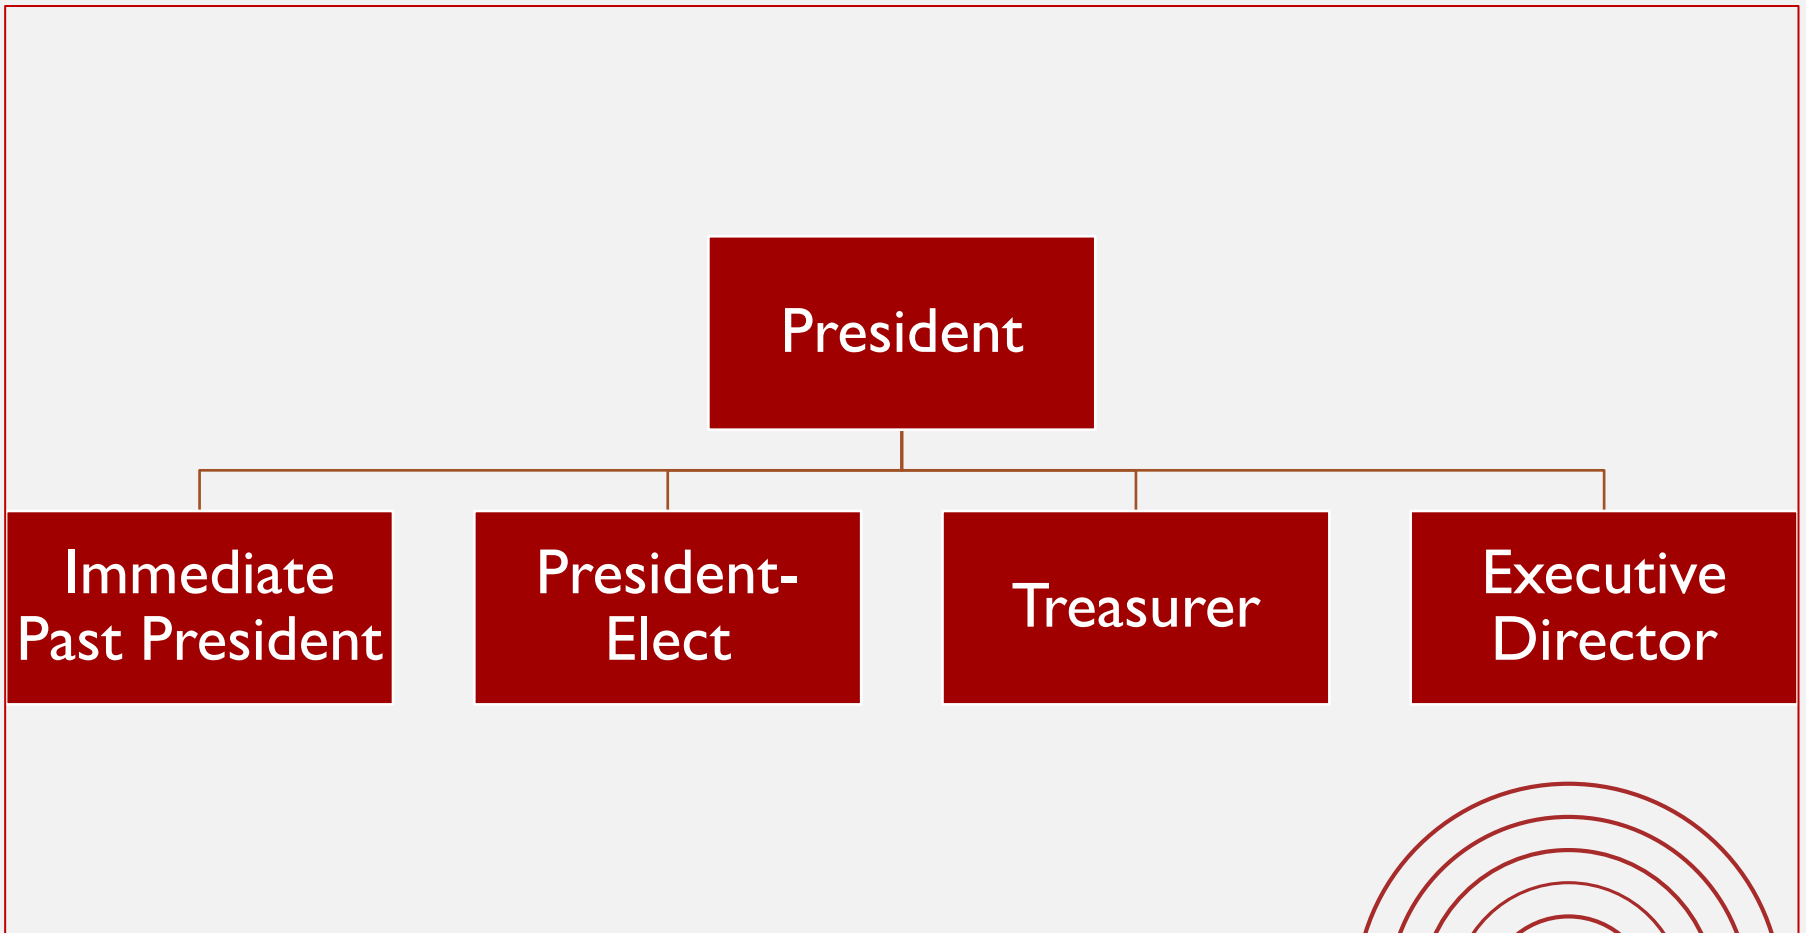 President
Immediate
Past President
President-
Elect
Treasurer
Executive
Director